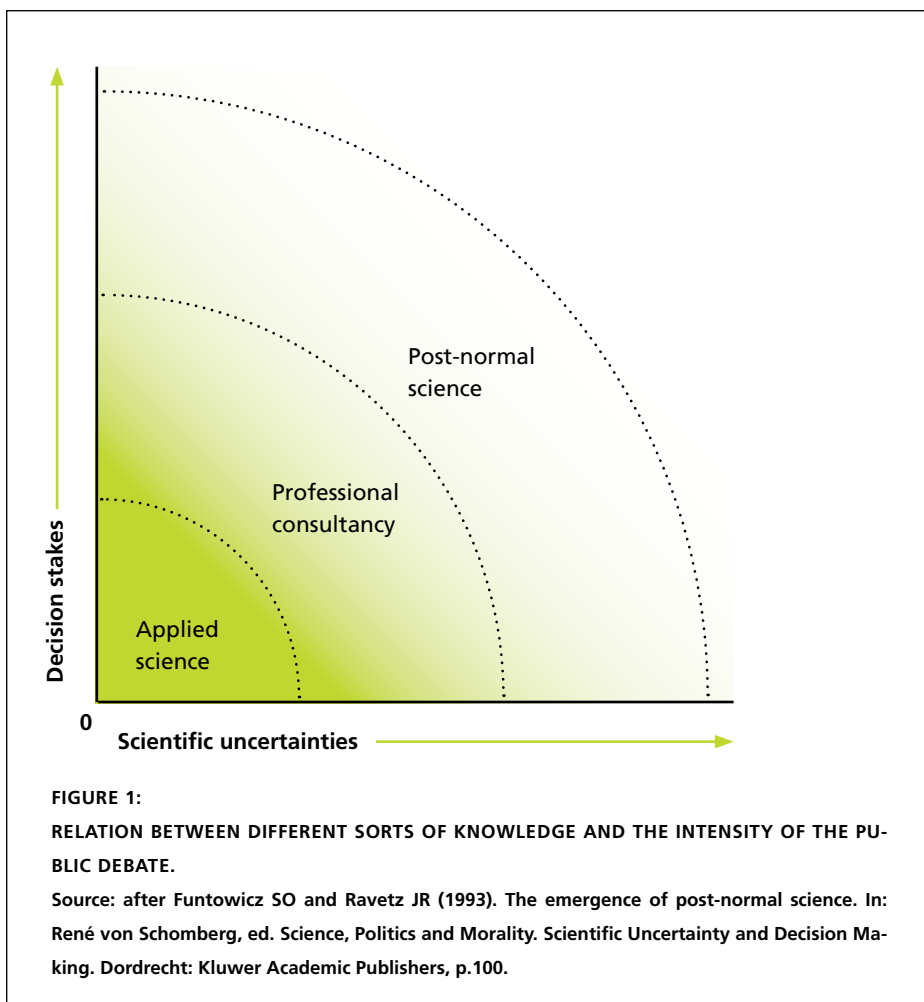 Post-normal
science
Professional
consultancy
Decision stakes
Applied
science
0
Scientific uncertainties
FIGURE 1:
RELATION BETWEEN DIFFERENT SORTS OF KNOWLEDGE AND THE INTENSITY OF THE PU-
BLIC DEBATE.
Source: after Funtowicz SO and Ravetz JR (1993). The emergence of post-normal science. In:
René von Schomberg, ed. Science, Politics and Morality. Scientific Uncertainty and Decision Ma-
king. Dordrecht: Kluwer Academic Publishers, p.100.